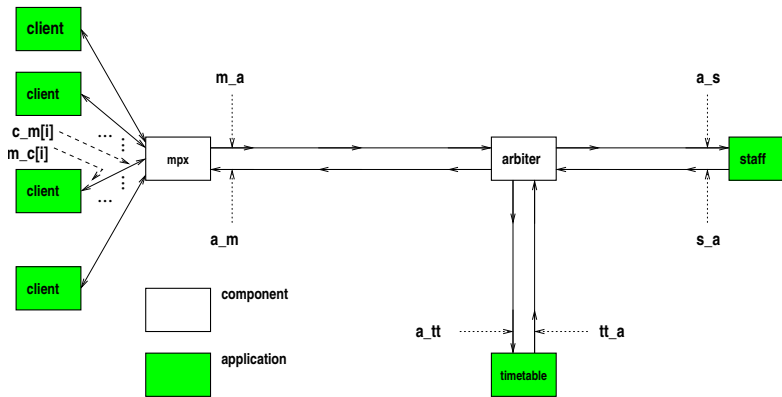 client
m_a
a_s
client
...
c_m[i]
m_c[i]
mpx
arbiter
staff
client
...
a_m
s_a
client
component
a_tt
tt_a
application
timetable